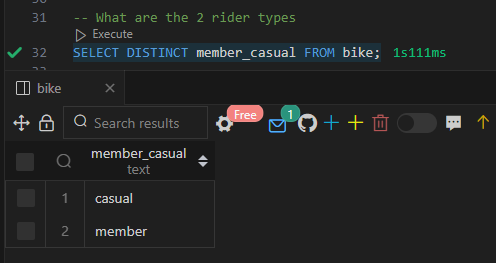 31 -- What are the 2 rider types
Execute
32 SELECT DISTINCT member_casual FROM bike; 1s111ms
bike
Search results Free 1
member_casual
text
1 casual
2 member